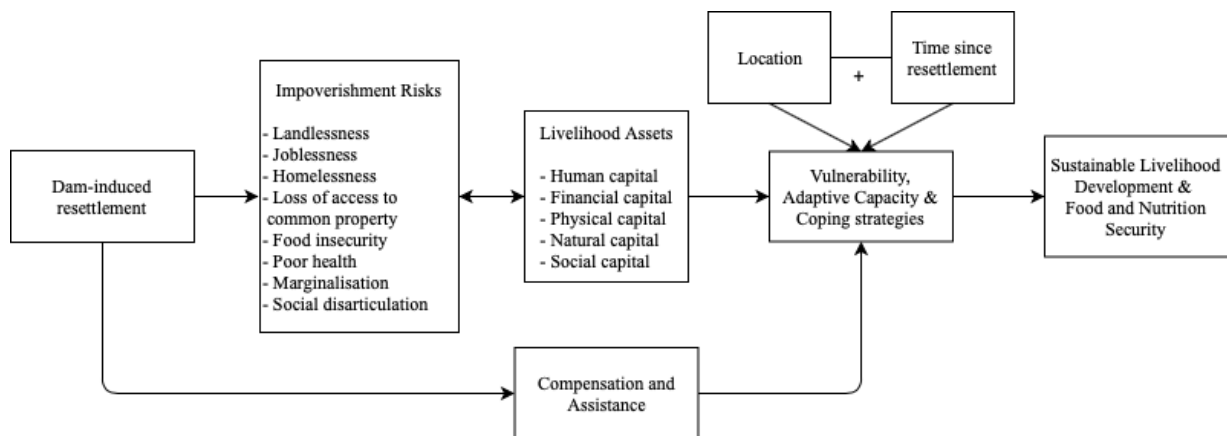 Location
+
Time since
resettlement
Dam-induced
resettlement
Impoverishment Risks
- Landlessness
- Joblessness
- Homelessness
- Loss of access to
common property
- Food insecurity
- Poor health
- Marginalisation
- Social disarticulation
Livelihood Assets
- Human capital
- Financial capital
- Physical capital
- Natural capital
- Social capital
Vulnerability,
Adaptive Capacity &
Coping strategies
Sustainable Livelihood
Development &
Food and Nutrition
Security
Compensation and
Assistance